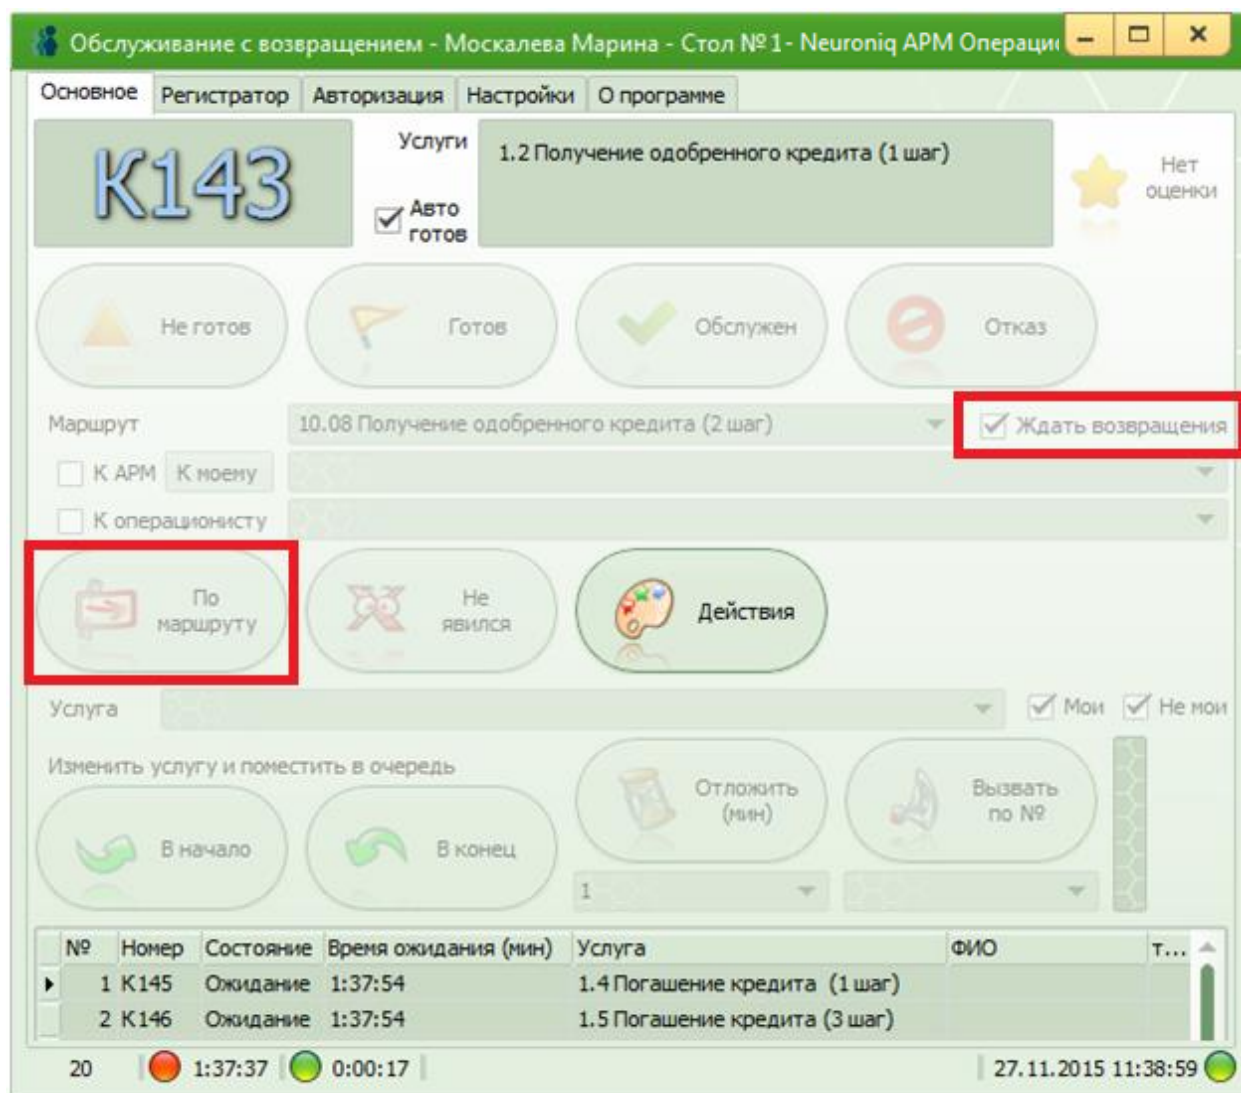 Обслуживание с возвращением - Москалева Марина - Стол №1- Neuroniq АРМ Операцио
Основное Регистратор Авторизация Настройки О программе
К143
Услуги
1.2 Получение одобренного кредита (1 шаг)
Авто
готов
Нет
оценки
Не готов
Готов
Обслужен
Отказ
Маршрут
10.08 Получение одобренного кредита (2 шаг)
Ждать возвращения
К АРМ К моему
К операционисту
По
маршруту
Не
явился
Действия
Услуга
Мои Не мои
Изменить услугу и поместить в очередь
В начало
В конец
Отложить
(мин)
Вызвать
по №
1
№ Номер Состояние Время ожидания (мин) Услуга ФИО т...
1 К145 Ожидание 1:37:54 1.4 Погашение кредита (1 шаг)
2 К146 Ожидание 1:37:54 1.5 Погашение кредита (3 шаг)
20 1:37:37 0:00:17 27.11.2015 11:38:59